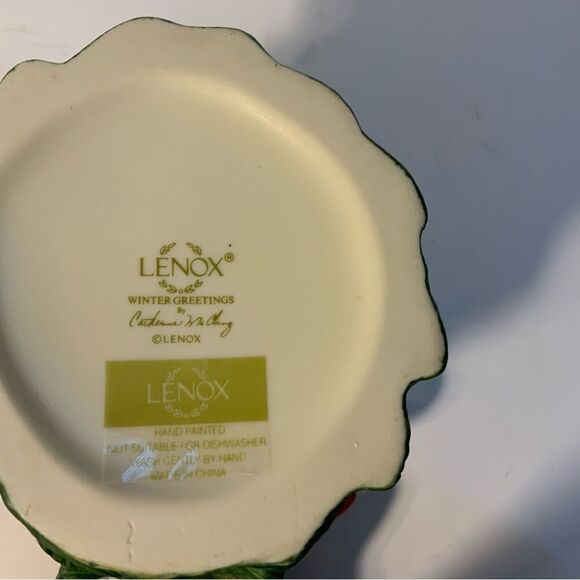 LENOX®
WINTER GREETINGS
By
Catherine McClung
©LENOX
LENOX
HAND PAINTED
NOT SUITABLE FOR DISHWASHER
WASH GENTLY BY HAND
MADE IN CHINA